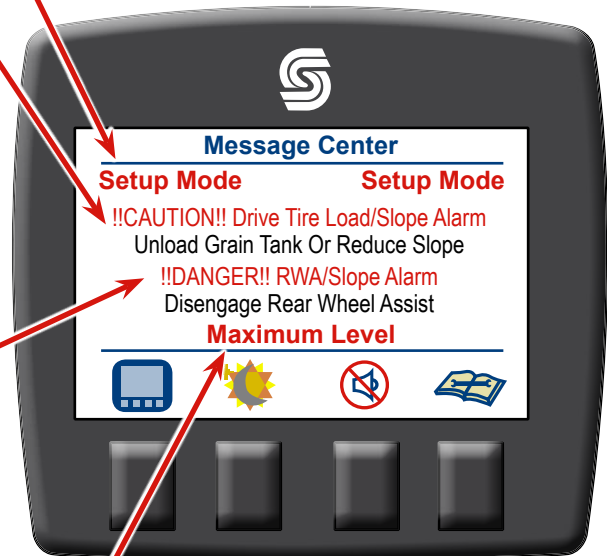 Message Center
Setup Mode Setup Mode
!!CAUTION!! Drive Tire Load/Slope Alarm
Unload Grain Tank Or Reduce Slope
!!DANGER!! RWA/Slope Alarm
Disengage Rear Wheel Assist
Maximum Level